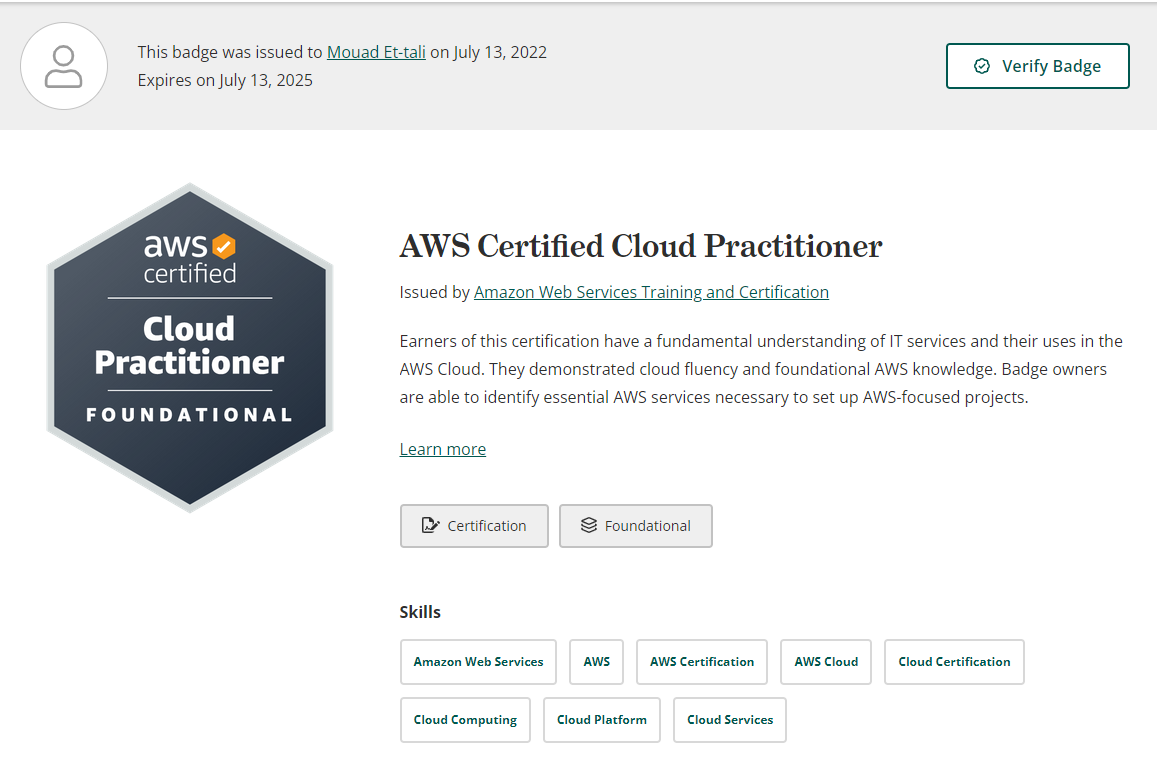 This badge was issued to Mouad Et-tali on July 13, 2022
Expires on July 13, 2025
Verify Badge
aws
certified
Cloud
Practitioner
FOUNDATIONAL
AWS Certified Cloud Practitioner
Issued by Amazon Web Services Training and Certification
Earners of this certification have a fundamental understanding of IT services and their uses in the
AWS Cloud. They demonstrated cloud fluency and foundational AWS knowledge. Badge owners
are able to identify essential AWS services necessary to set up AWS-focused projects.
Learn more
Certification
Foundational
Skills
Amazon Web Services
AWS
AWS Certification
AWS Cloud
Cloud Certification
Cloud Computing
Cloud Platform
Cloud Services